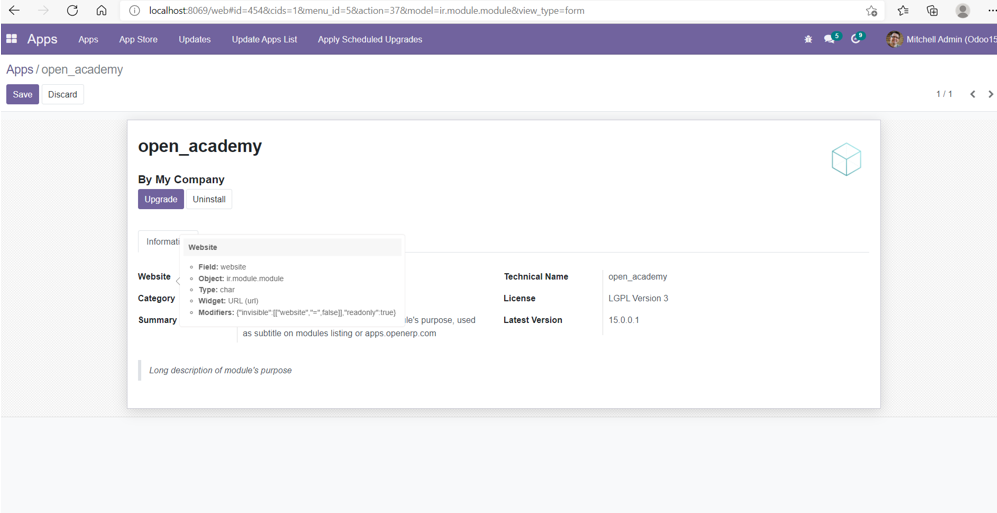 localhost:8069/web#id=454&cids=1&menu_id=5&action=37&model=ir.module.module&view_type=form
Apps Apps App Store Updates Update Apps List Apply Scheduled Upgrades 5 9 Mitchell Admin (Odoo15
Apps / open_academy
Save Discard 1 / 1
open_academy
By My Company
Upgrade Uninstall
Informati
Website
Field: website
Object: ir.module.module
Type: char
Widget: URL (url)
Modifiers: {"invisible":[["website","=",false]],"readonly":true}
Website
Category
Summary
le's purpose, used
as subtitle on modules listing or apps.openerp.com
Technical Name open_academy
License LGPL Version 3
Latest Version 15.0.0.1
Long description of module's purpose